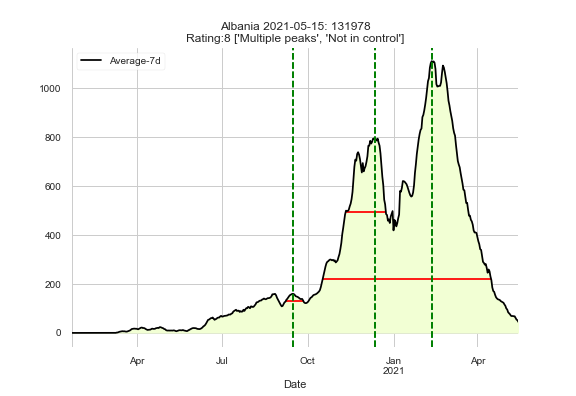 Albania 2021-05-15: 131978
Rating:8 ['Multiple peaks', 'Not in control']
Average-7d
1000
800
600
400
200
0
Apr
Jul
Oct
Jan
2021
Apr
Date